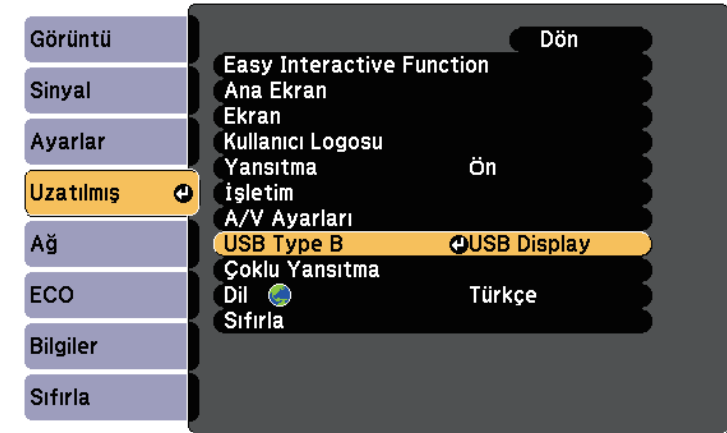 Görüntü
Sinyal
Ayarlar
Uzatılmış
Ağ
ECO
Bilgiler
Sıfırla
Dön
Easy Interactive Function
Ana Ekran
Ekran
Kullanıcı Logosu
Yansıtma Ön
İşletim
A/V Ayarları
USB Type B USB Display
Çoklu Yansıtma
Dil Türkçe
Sıfırla